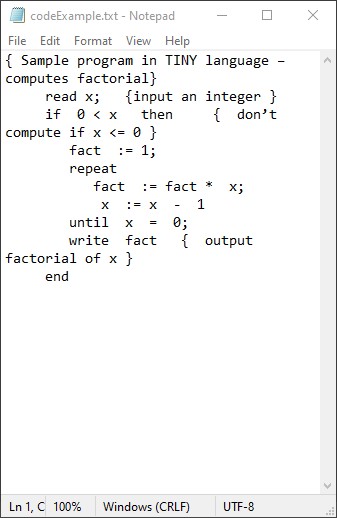 codeExample.txt - Notepad
File Edit Format View Help
{ Sample program in TINY language –
computes factorial}
     read x;   {input an integer }
     if  0 < x   then     {  don’t
compute if x <= 0 }
        fact  := 1;
        repeat
           fact  := fact *  x;
            x  := x  -  1
        until  x  =  0;
        write  fact   {  output
factorial of x }
     end
Ln 1, C 100% Windows (CRLF) UTF-8